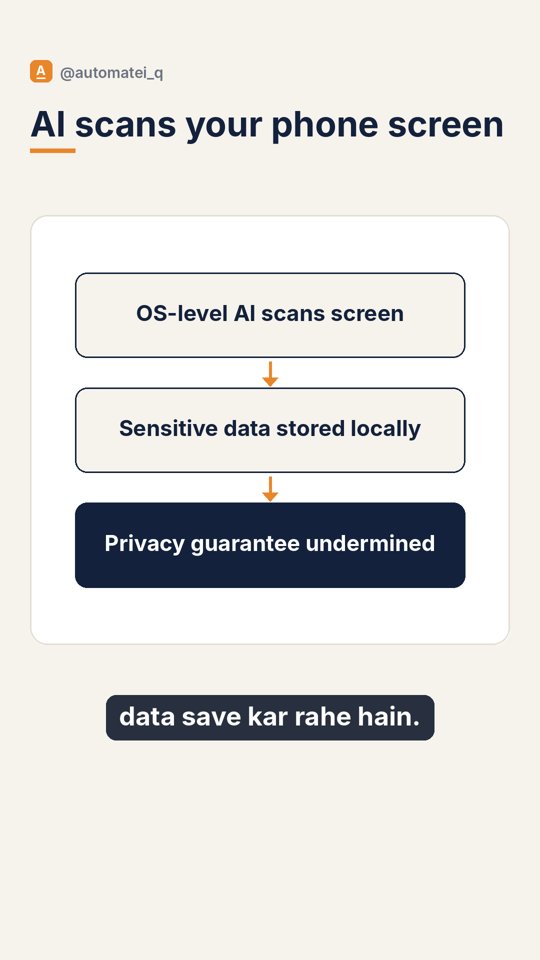 A @automatei_q
AI scans your phone screen
OS-level AI scans screen
Sensitive data stored locally
Privacy guarantee undermined
data save kar rahe hain.